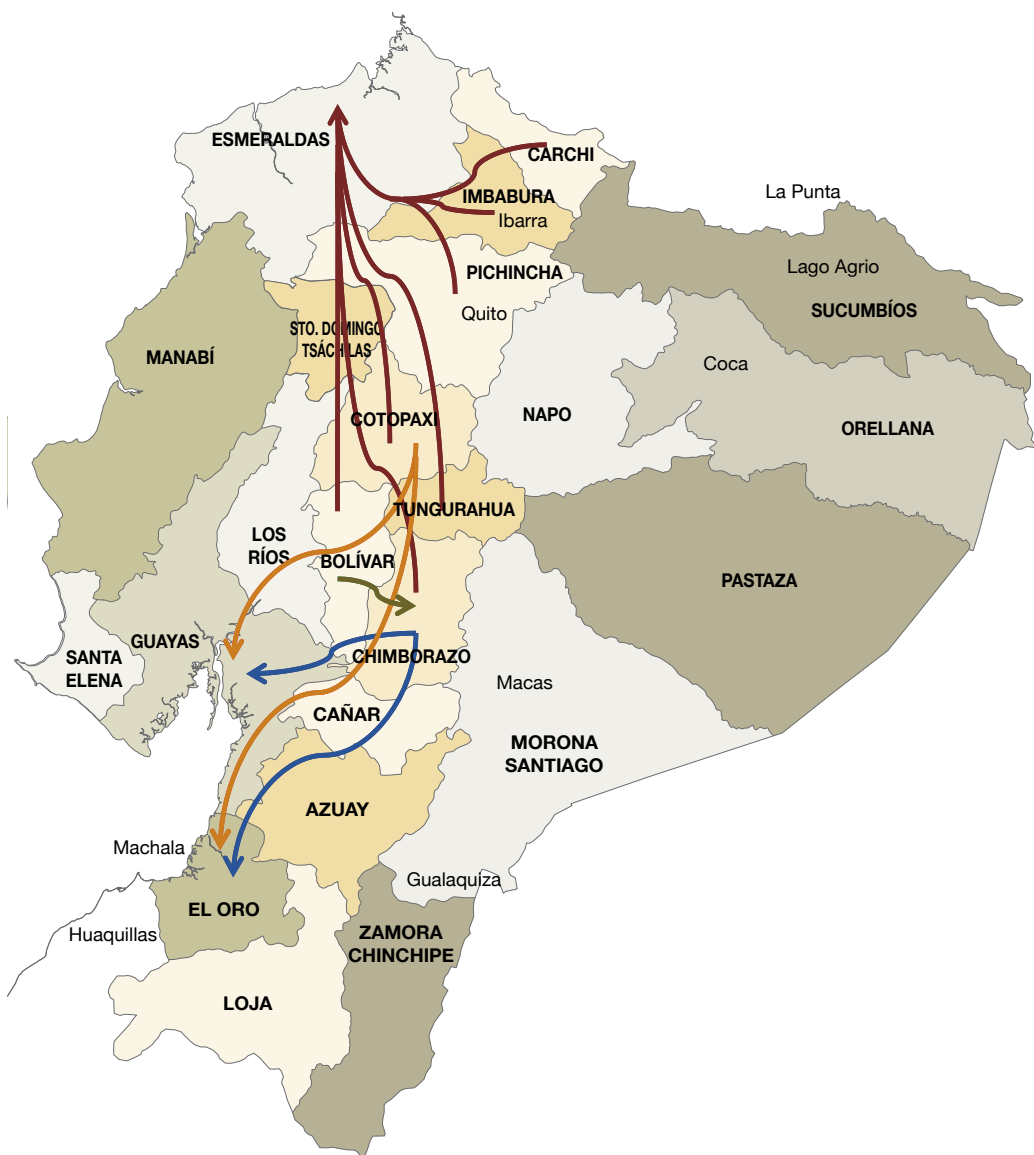 ESMERALDAS
CARCHI
IMBABURA
Ibarra
La Punta
PICHINCHA
Lago Agrio
Quito
SUCUMBÍOS
STO. DOMINGO
TSÁCHILAS
MANABÍ
Coca
NAPO
COTOPAXI
ORELLANA
TUNGURAHUA
LOS
RÍOS
BOLÍVAR
PASTAZA
GUAYAS
SANTA
ELENA
CHIMBORAZO
Macas
CAÑAR
MORONA
SANTIAGO
AZUAY
Machala
Gualaquiza
EL ORO
Huaquillas
ZAMORA
CHINCHIPE
LOJA